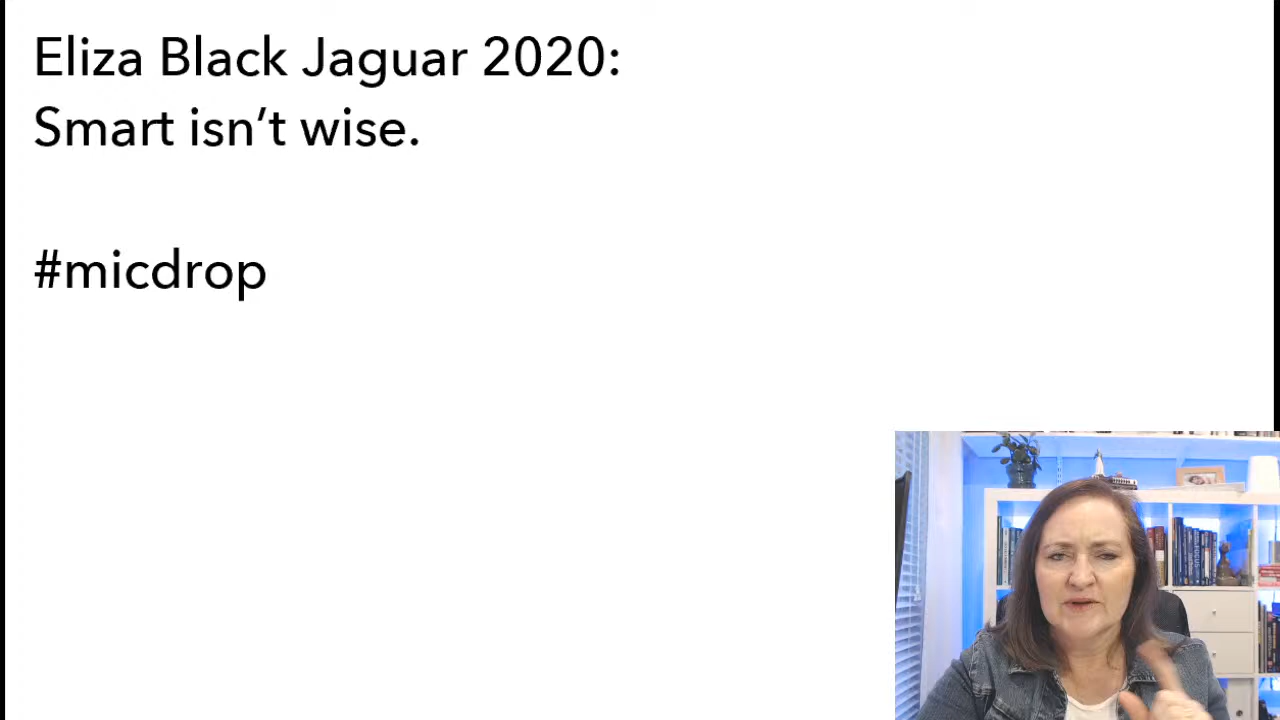 Eliza Black Jaguar 2020:
Smart isn’t wise.
#micdrop